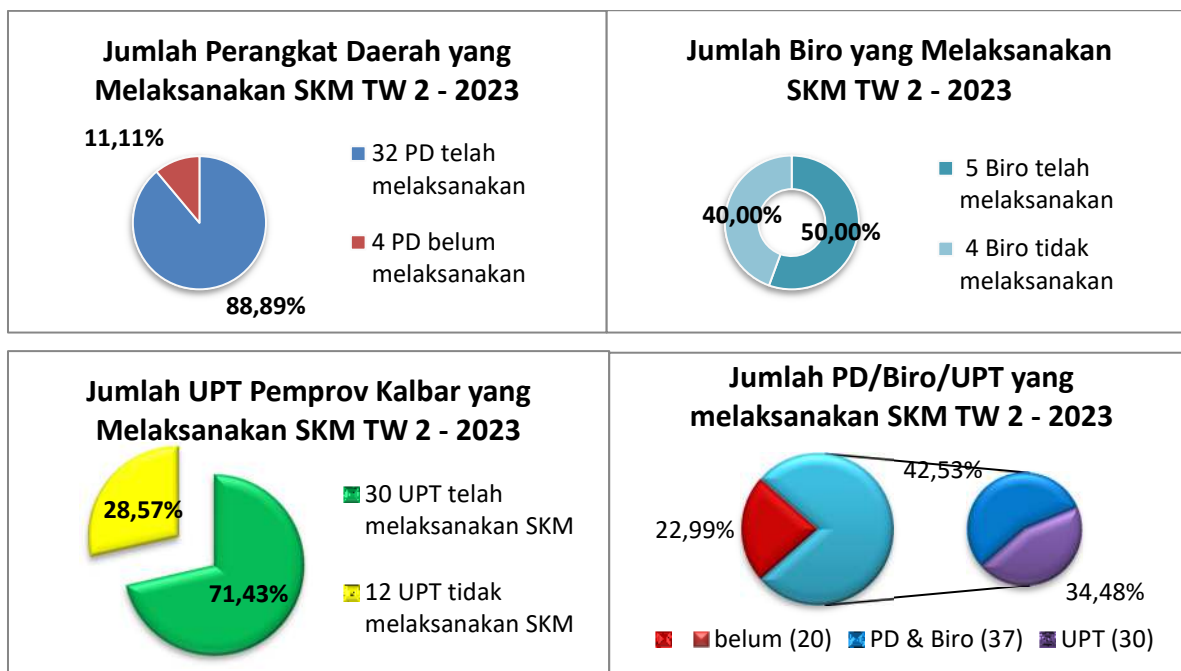 Jumlah Perangkat Daerah yang
Melaksanakan SKM TW 2 - 2023
11,11%
88,89%
32 PD telah
melaksanakan
4 PD belum
melaksanakan
Jumlah Biro yang Melaksanakan
SKM TW 2 - 2023
40,00%
50,00%
5 Biro telah
melaksanakan
4 Biro tidak
melaksanakan
Jumlah UPT Pemprov Kalbar yang
Melaksanakan SKM TW 2 - 2023
28,57%
71,43%
30 UPT telah
melaksanakan SKM
12 UPT tidak
melaksanakan SKM
Jumlah PD/Biro/UPT yang
melaksanakan SKM TW 2 - 2023
42,53%
22,99%
34,48%
belum (20) PD & Biro (37) UPT (30)